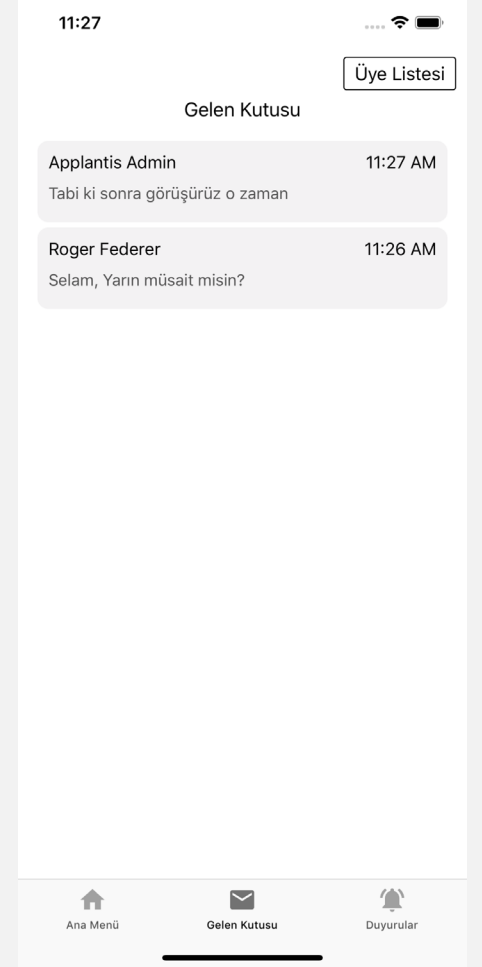 11:27
Üye Listesi
Gelen Kutusu
Applantis Admin 11:27 AM
Tabi ki sonra görüşürüz o zaman
Roger Federer 11:26 AM
Selam, Yarın müsait misin?
Ana Menü Gelen Kutusu Duyurular